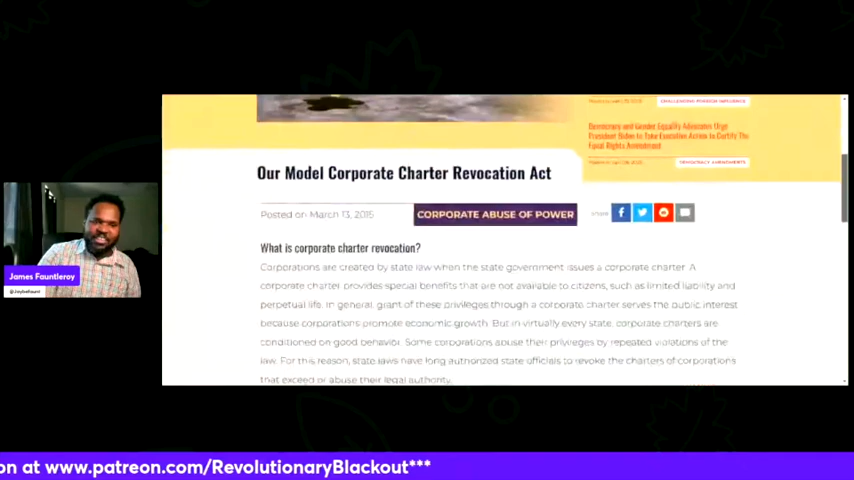 CHALLENGING FOREIGN INFLUENCE
Democracy and Gender Equality Advocates Urge
President Biden to Take Executive Action to Certify The
Equal Rights Amendment
DEMOCRACY AMENDMENTS
Our Model Corporate Charter Revocation Act
Posted on March 13, 2015
CORPORATE ABUSE OF POWER
What is corporate charter revocation?
Corporations are created by state law when the state government issues a corporate charter. A
corporate charter provides special benefits that are not available to citizens, such as limited liability and
perpetual life. In general, grant of these privileges through a corporate charter serves the public interest
because corporations promote economic growth. But in virtually every state, corporate charters are
conditioned on good behavior. Some corporations abuse their privileges by repeated violations of the
law. For this reason, state laws have long authorized state officials to revoke the charters of corporations
that exceed or abuse their legal authority.
James Fauntleroy
on at www.patreon.com/RevolutionaryBlackout***